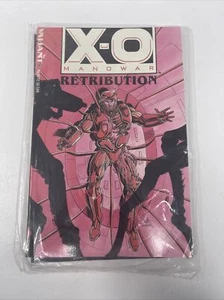 VALIANT
X-O
MANOWAR
RETRIBUTION